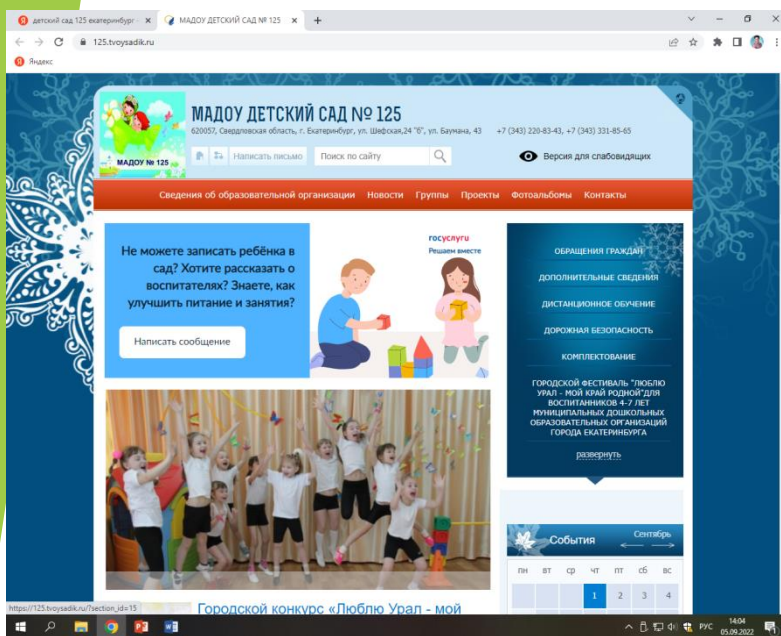 детский сад 125 екатеринбург -
МАДОУ ДЕТСКИЙ САД № 125
125.tvoysadik.ru
Яндекс
МАДОУ № 125
МАДОУ ДЕТСКИЙ САД № 125
620057, Свердловская область, г. Екатеринбург, ул. Шефская,24 "б", ул. Баумана, 43
+7 (343) 220-83-43, +7 (343) 331-85-65
Написать письмо
Поиск по сайту
Версия для слабовидящих
Сведения об образовательной организации Новости Группы Проекты Фотоальбомы Контакты
Не можете записать ребёнка в
сад? Хотите рассказать о
воспитателях? Знаете, как
улучшить питание и занятия?
Написать сообщение
госуслуги
Решаем вместе
ОБРАЩЕНИЯ ГРАЖДАН
ДОПОЛНИТЕЛЬНЫЕ СВЕДЕНИЯ
ДИСТАНЦИОННОЕ ОБУЧЕНИЕ
ДОРОЖНАЯ БЕЗОПАСНОСТЬ
КОМПЛЕКТОВАНИЕ
ГОРОДСКОЙ ФЕСТИВАЛЬ "ЛЮБЛЮ
УРАЛ - МОЙ КРАЙ РОДНОЙ"ДЛЯ
ВОСПИТАННИКОВ 4-7 ЛЕТ
МУНИЦИПАЛЬНЫХ ДОШКОЛЬНЫХ
ОБРАЗОВАТЕЛЬНЫХ ОРГАНИЗАЦИЙ
ГОРОДА ЕКАТЕРИНБУРГА
развернуть
События
Сентябрь
пн вт ср чт пт сб вс
1 2 3 4
Городской конкурс «Люблю Урал - мой
https://125.tvoysadik.ru/?section_id=15
РУС
14:04
05.09.2022